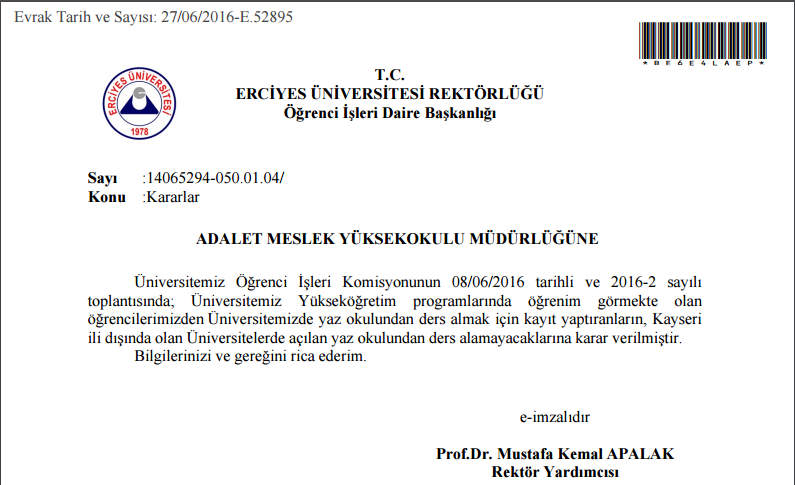 Evrak Tarih ve Sayısı: 27/06/2016-E.52895
*BE6E4LAEP*
T.C.
ERCİYES ÜNİVERSİTESİ REKTÖRLÜĞÜ
Öğrenci İşleri Daire Başkanlığı
ERCİYES ÜNİVERSİTESİ
1978
Sayı :14065294-050.01.04/
Konu :Kararlar
ADALET MESLEK YÜKSEKOKULU MÜDÜRLÜĞÜNE
Üniversitemiz Öğrenci İşleri Komisyonunun 08/06/2016 tarihli ve 2016-2 sayılı
toplantısında; Üniversitemiz Yükseköğretim programlarında öğrenim görmekte olan
öğrencilerimizden Üniversitemizde yaz okulundan ders almak için kayıt yaptıranların, Kayseri
ili dışında olan Üniversitelerde açılan yaz okulundan ders alamayacaklarına karar verilmiştir.
Bilgilerinizi ve gereğini rica ederim.
e-imzalıdır
Prof.Dr. Mustafa Kemal APALAK
Rektör Yardımcısı